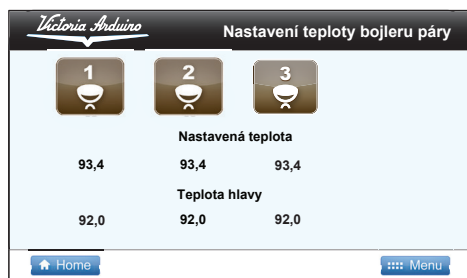 Victoria Arduino
Nastavení teploty bojleru páry
1 2 3
Nastavená teplota
93,4 93,4 93,4
Teplota hlavy
92,0 92,0 92,0
Home Menu